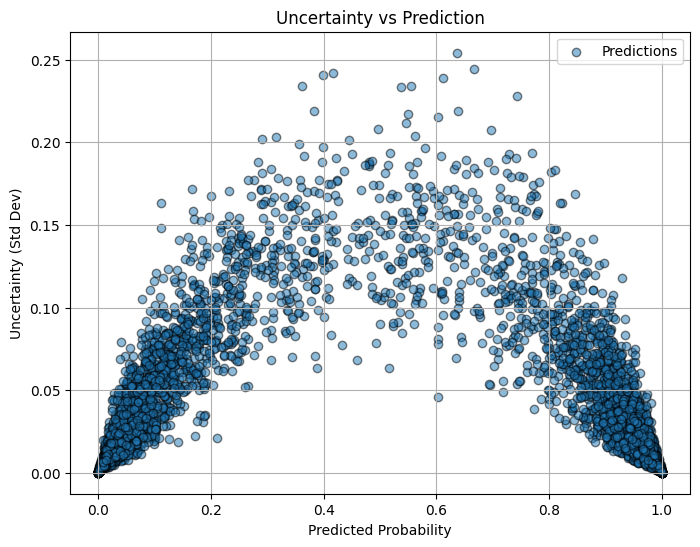 Uncertainty vs Prediction
Predictions
Uncertainty (Std Dev)
0.25
0.20
0.15
0.10
0.05
0.00
0.0 0.2 0.4 0.6 0.8 1.0
Predicted Probability